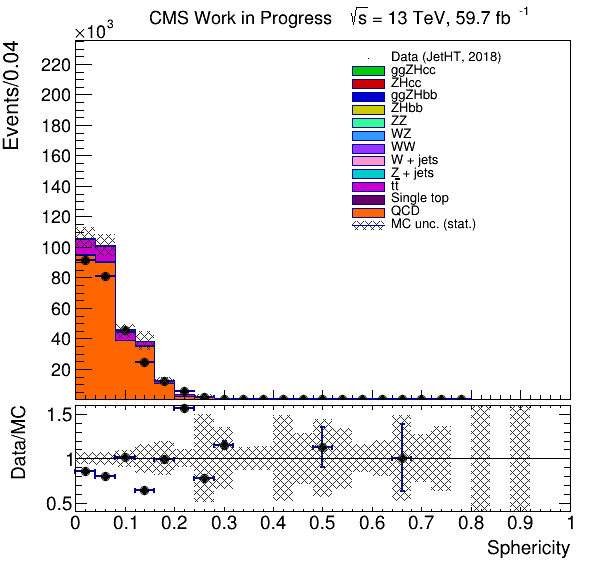 CMS Work in Progress √s = 13 TeV, 59.7 fb⁻¹
×10³
Events/0.04
220
200
180
160
140
120
100
80
60
40
20
Data (JetHT, 2018)
ggZHcc
ZHcc
ggZHbb
ZHbb
ZZ
WZ
WW
W + jets
Z + jets
tt̅
Single top
QCD
MC unc. (stat.)
Data/MC
1.5
1
0.5
0 0.1 0.2 0.3 0.4 0.5 0.6 0.7 0.8 0.9 1
Sphericity